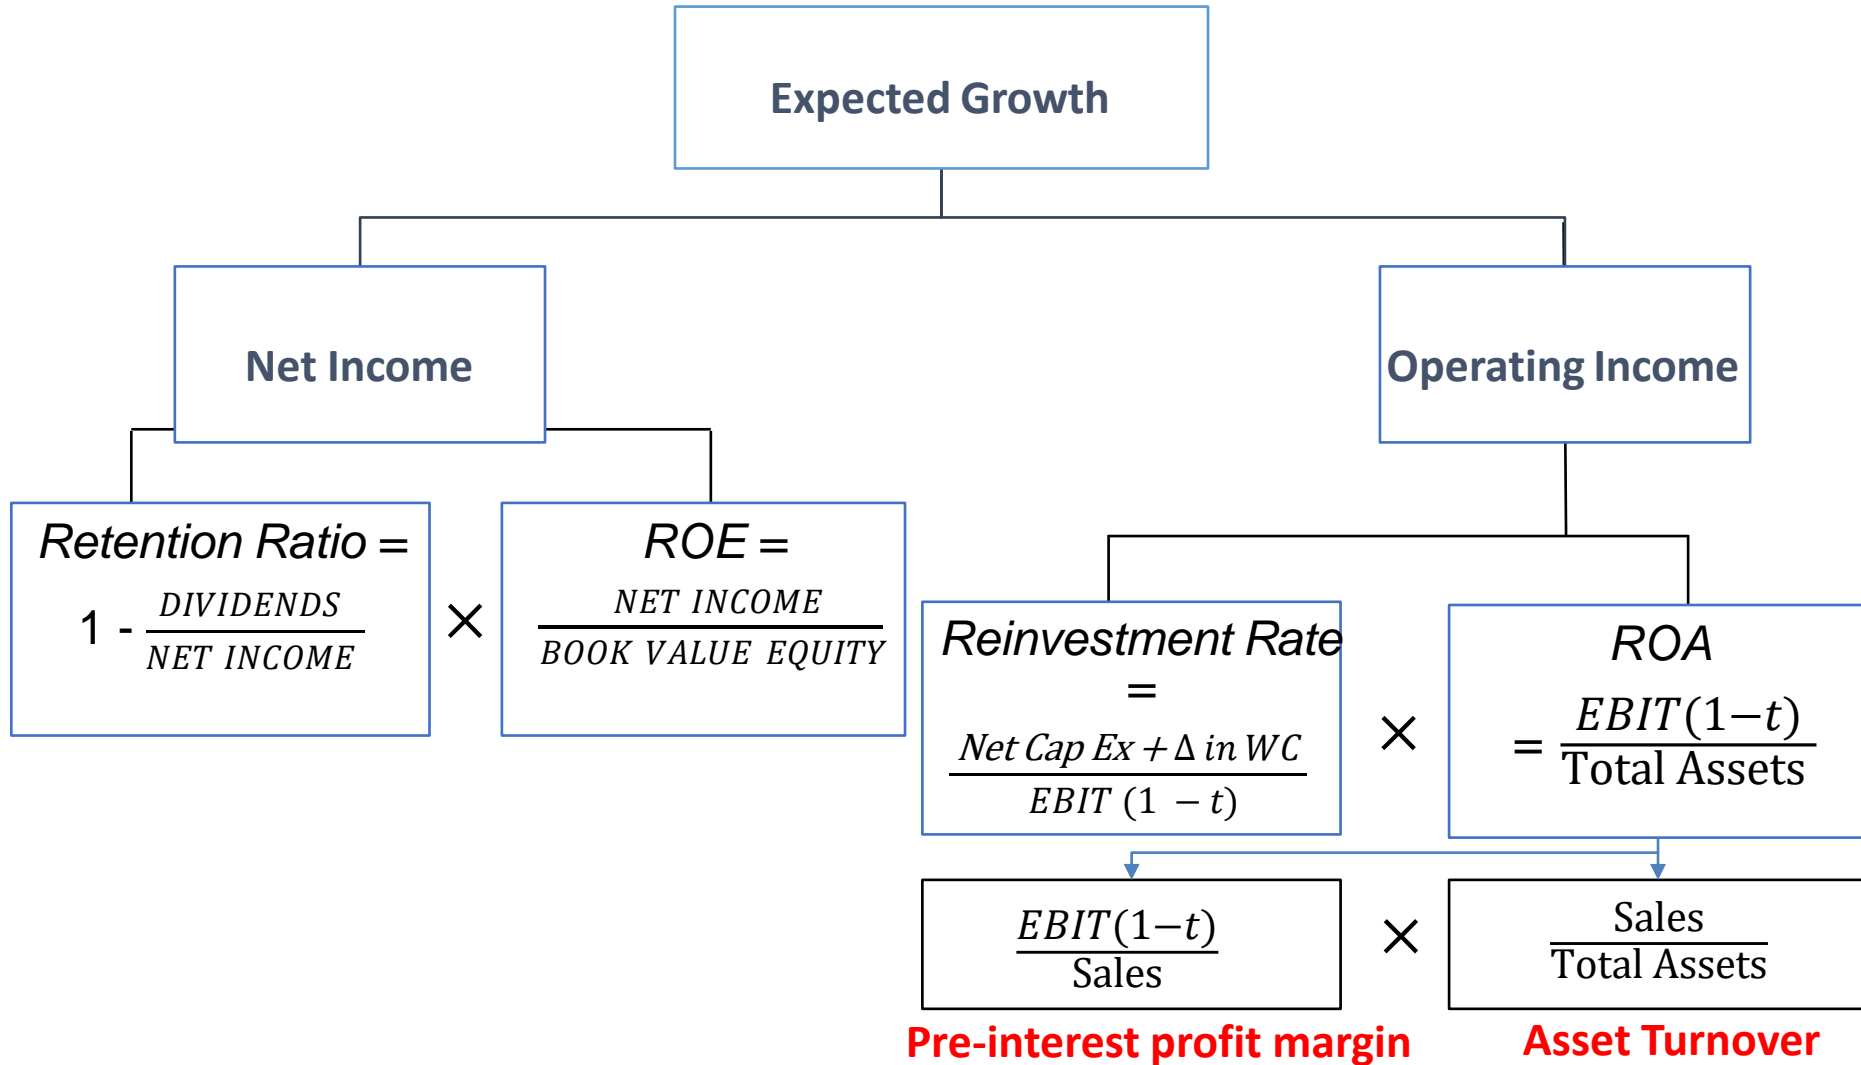 Expected Growth
Net Income
Operating Income
Retention Ratio =
1 - DIVIDENDS
NET INCOME
×
ROE =
NET INCOME
BOOK VALUE EQUITY
Reinvestment Rate
=
Net Cap Ex + Δ in WC
EBIT (1 − t)
×
ROA
= EBIT(1−t)
Total Assets
EBIT(1−t)
Sales
×
Sales
Total Assets
Pre-interest profit margin
Asset Turnover